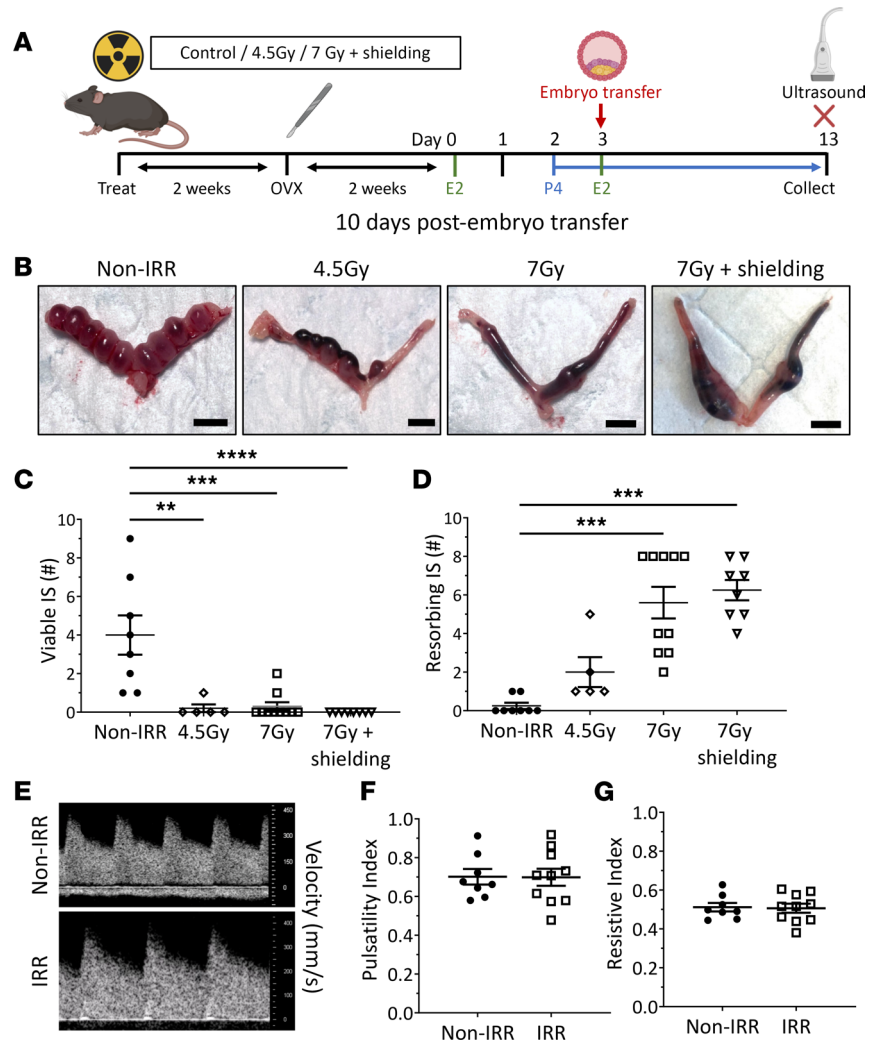 A
Control / 4.5Gy / 7 Gy + shielding
Embryo transfer
Ultrasound
Day 0 1 2 3 13
Treat 2 weeks OVX 2 weeks E2 P4 E2 Collect
10 days post-embryo transfer
B
Non-IRR 4.5Gy 7Gy 7Gy + shielding
C
****
***
**
Viable IS (#)
10
8
6
4
2
0
Non-IRR 4.5Gy 7Gy 7Gy +
shielding
D
***
***
Resorbing IS (#)
10
8
6
4
2
0
Non-IRR 4.5Gy 7Gy 7Gy
shielding
E
Non-IRR
450
300
150
0
IRR
400
300
200
100
0
Velocity (mm/s)
F
Pulsatility Index
1.0
0.8
0.6
0.4
0.2
0.0
Non-IRR IRR
G
Resistive Index
1.0
0.8
0.6
0.4
0.2
0.0
Non-IRR IRR